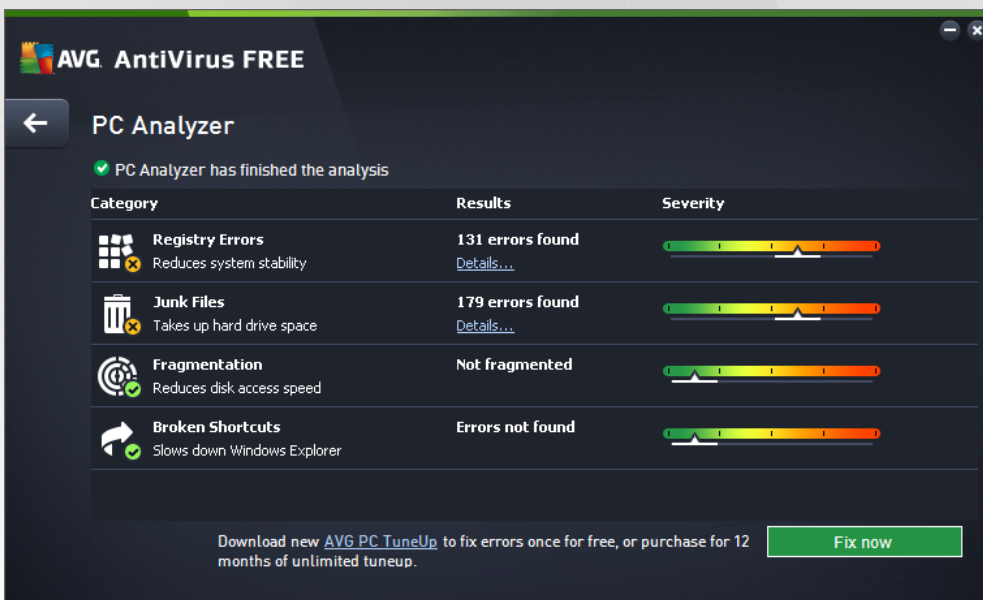 AVG. AntiVirus FREE
PC Analyzer
PC Analyzer has finished the analysis
Category Results Severity
Registry Errors 131 errors found
Reduces system stability Details...
Junk Files 179 errors found
Takes up hard drive space Details...
Fragmentation Not fragmented
Reduces disk access speed
Broken Shortcuts Errors not found
Slows down Windows Explorer
Download new AVG PC TuneUp to fix errors once for free, or purchase for 12 Fix now
months of unlimited tuneup.